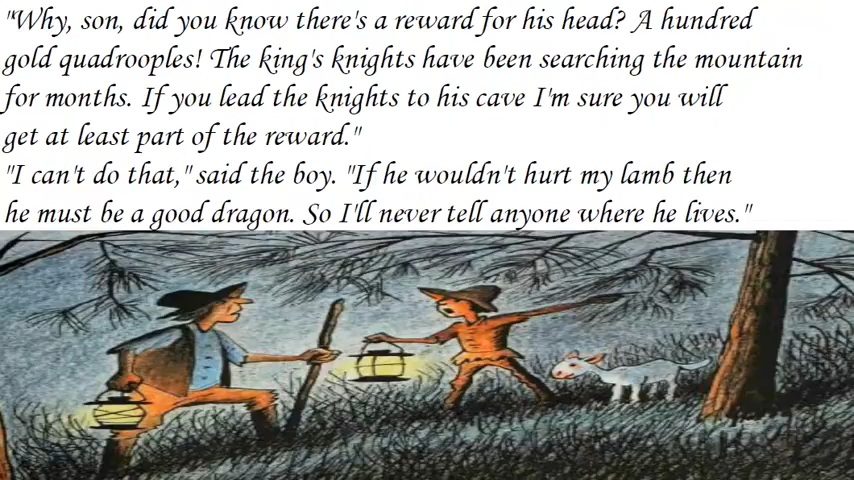 "Why, son, did you know there's a reward for his head? A hundred
gold quadrooples! The king's knights have been searching the mountain
for months. If you lead the knights to his cave I'm sure you will
get at least part of the reward."
"I can't do that," said the boy. "If he wouldn't hurt my lamb then
he must be a good dragon. So I'll never tell anyone where he lives."